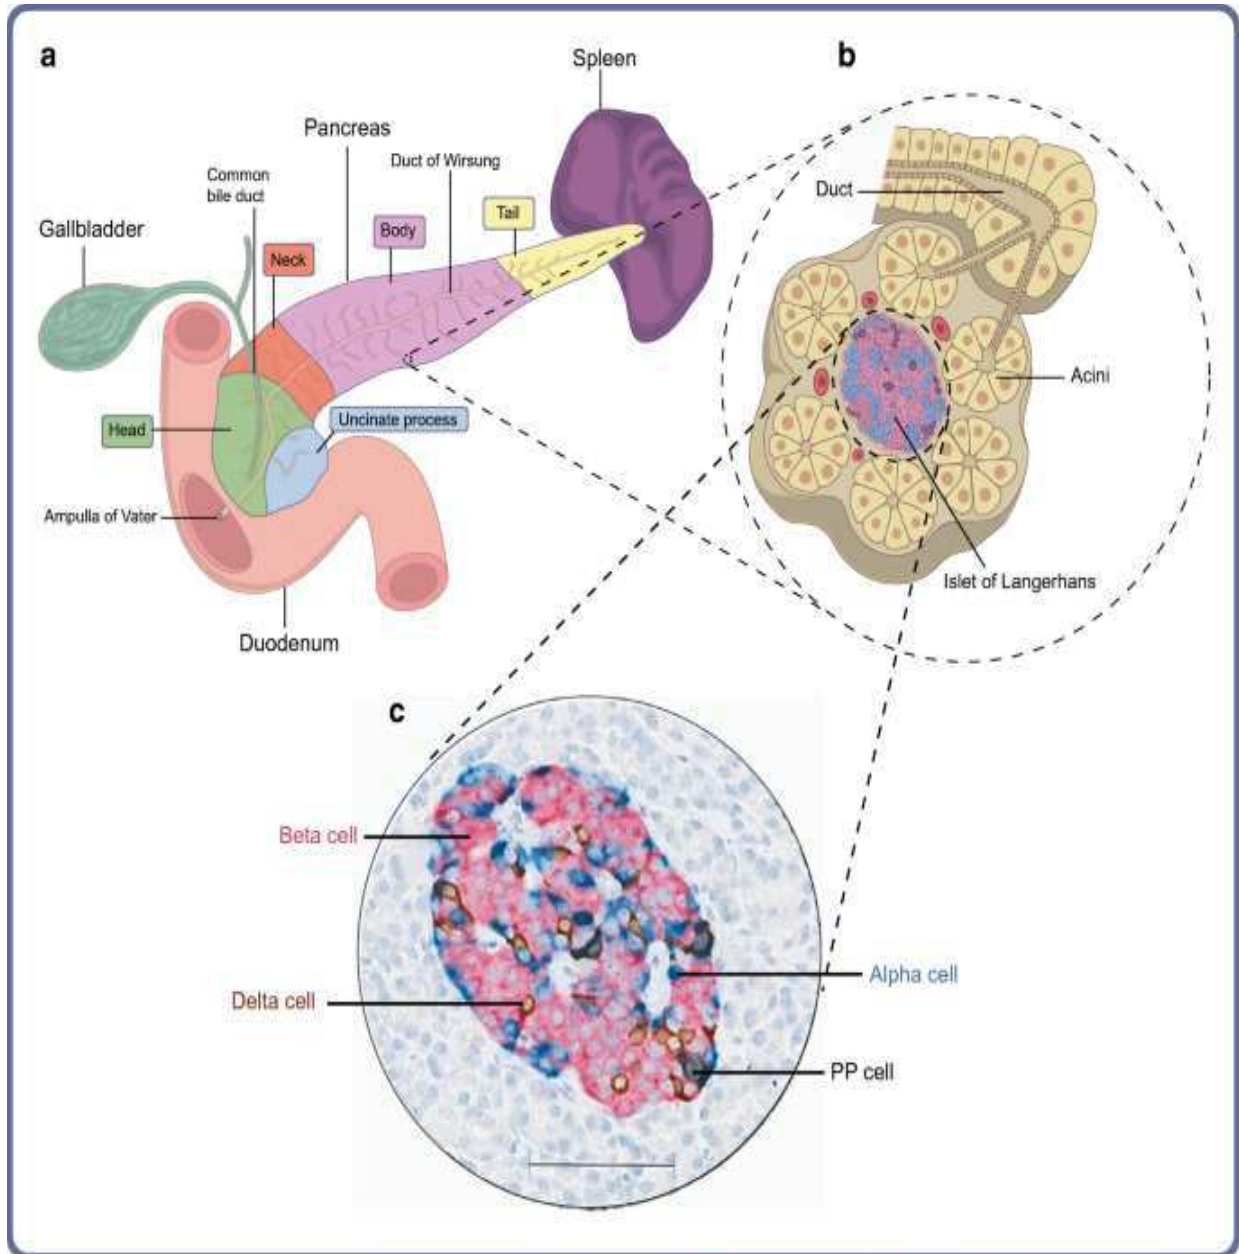 a
Spleen
b
Pancreas
Duct of Wirsung
Common
bile duct
Duct
Tail
Gallbladder
Body
Neck
Acini
Uncinate process
Head
Ampulla of Vater
Islet of Langerhans
Duodenum
c
Beta cell
Alpha cell
Delta cell
PP cell